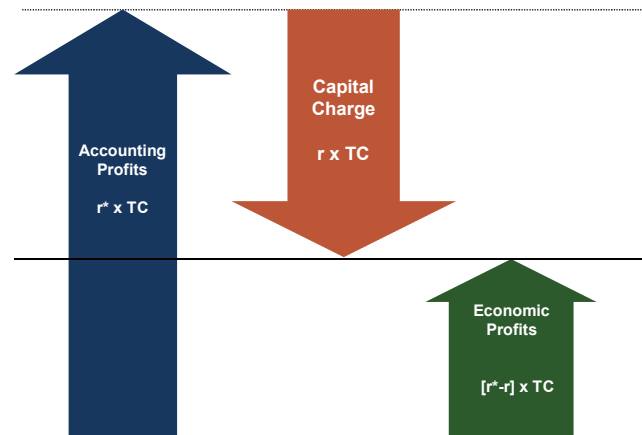 Accounting
Profits
r* x TC
Capital
Charge
r x TC
Economic
Profits
[r*-r] x TC